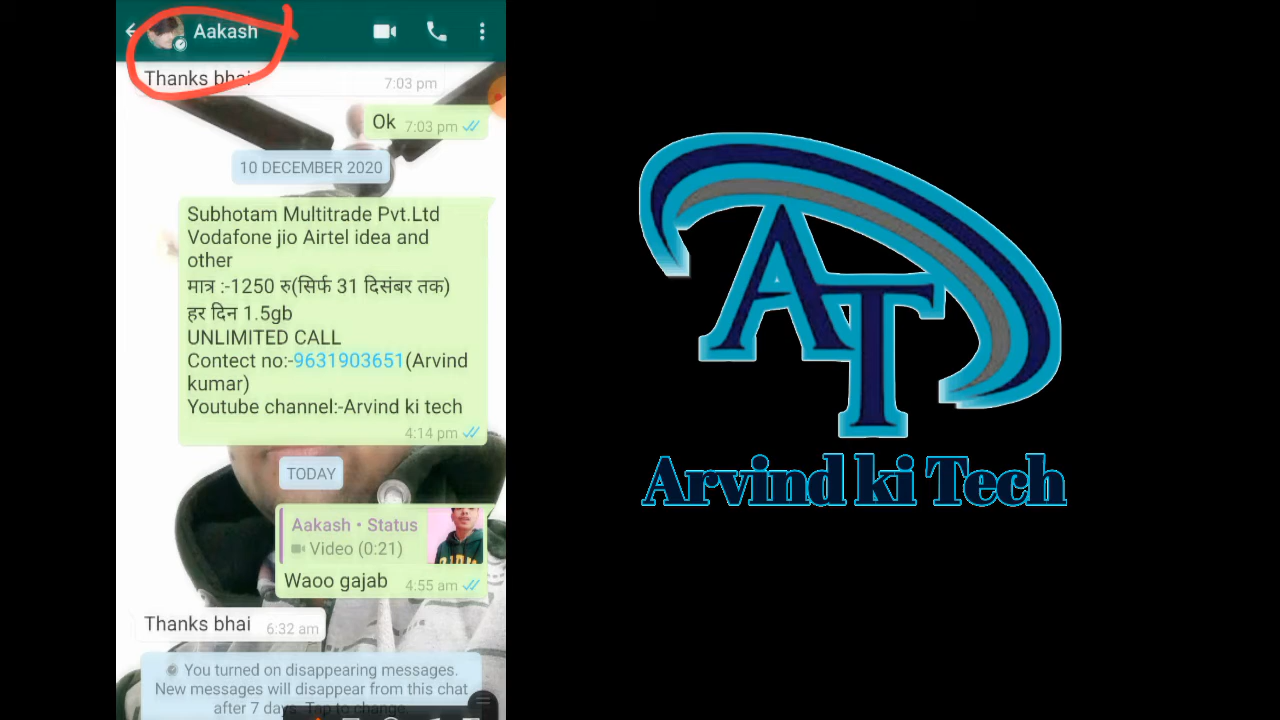 Aakash
Thanks bhai
7:03 pm
Ok 7:03 pm
10 DECEMBER 2020
Subhotam Multitrade Pvt.Ltd
Vodafone jio Airtel idea and
other
मात्र :-1250 रु(सिर्फ 31 दिसंबर तक)
हर दिन 1.5gb
UNLIMITED CALL
Contect no:-9631903651(Arvind
kumar)
Youtube channel:-Arvind ki tech
4:14 pm
TODAY
Aakash • Status
Video (0:21)
Waoo gajab 4:55 am
Thanks bhai 6:32 am
You turned on disappearing messages.
New messages will disappear from this chat
after 7 days. Tap to change.
AT
Arvind ki Tech